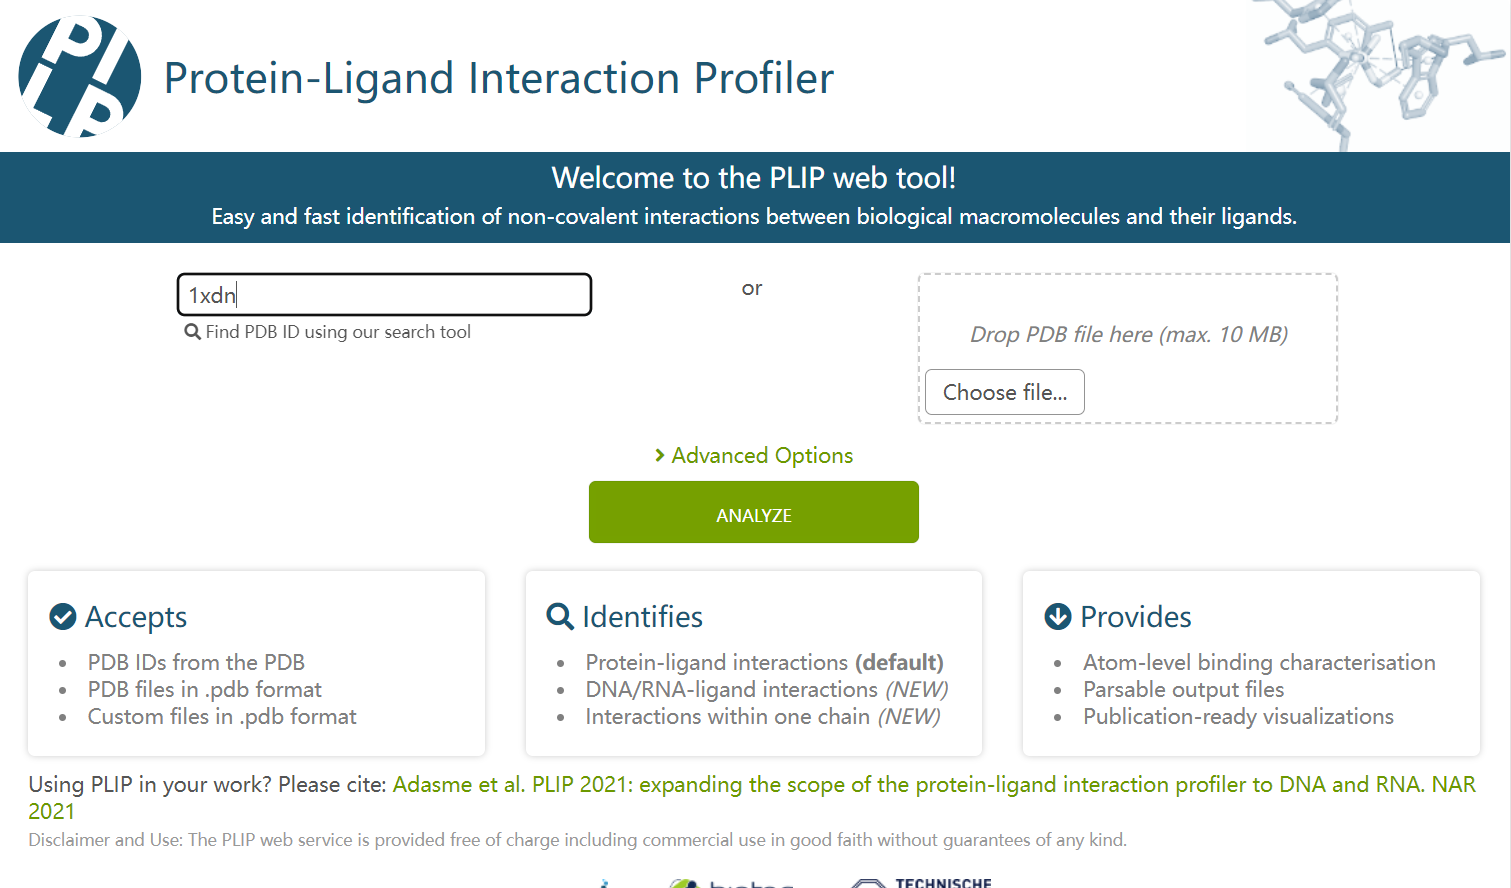 PLIP
Protein-Ligand Interaction Profiler
Welcome to the PLIP web tool!
Easy and fast identification of non-covalent interactions between biological macromolecules and their ligands.
1xdn
or
Find PDB ID using our search tool
Drop PDB file here (max. 10 MB)
Choose file...
Advanced Options
ANALYZE
Accepts
PDB IDs from the PDB
PDB files in .pdb format
Custom files in .pdb format
Identifies
Protein-ligand interactions (default)
DNA/RNA-ligand interactions (NEW)
Interactions within one chain (NEW)
Provides
Atom-level binding characterisation
Parsable output files
Publication-ready visualizations
Using PLIP in your work? Please cite: Adasme et al. PLIP 2021: expanding the scope of the protein-ligand interaction profiler to DNA and RNA. NAR
2021
Disclaimer and Use: The PLIP web service is provided free of charge including commercial use in good faith without guarantees of any kind.
TECHNISCHE